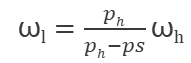 ωₗ = pₕ / (pₕ−ps) ωₕ